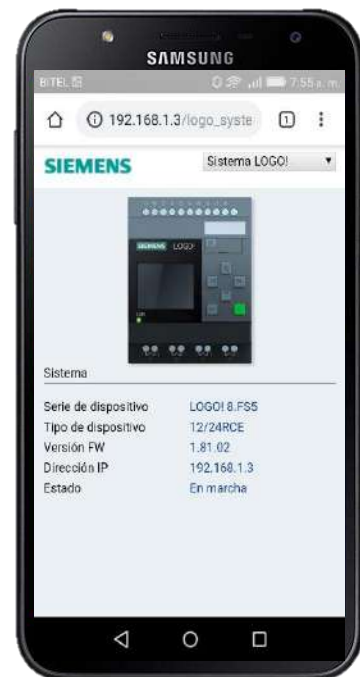 SAMSUNG
BITEL 7:55 a. m.
192.168.1.3/logo_syste 1
SIEMENS Sistema LOGO!
SIEMENS LOGO!
Sistema
Serie de dispositivo LOGO! 8.FS5
Tipo de dispositivo 12/24RCE
Versión FW 1.81.02
Dirección IP 192.168.1.3
Estado En marcha